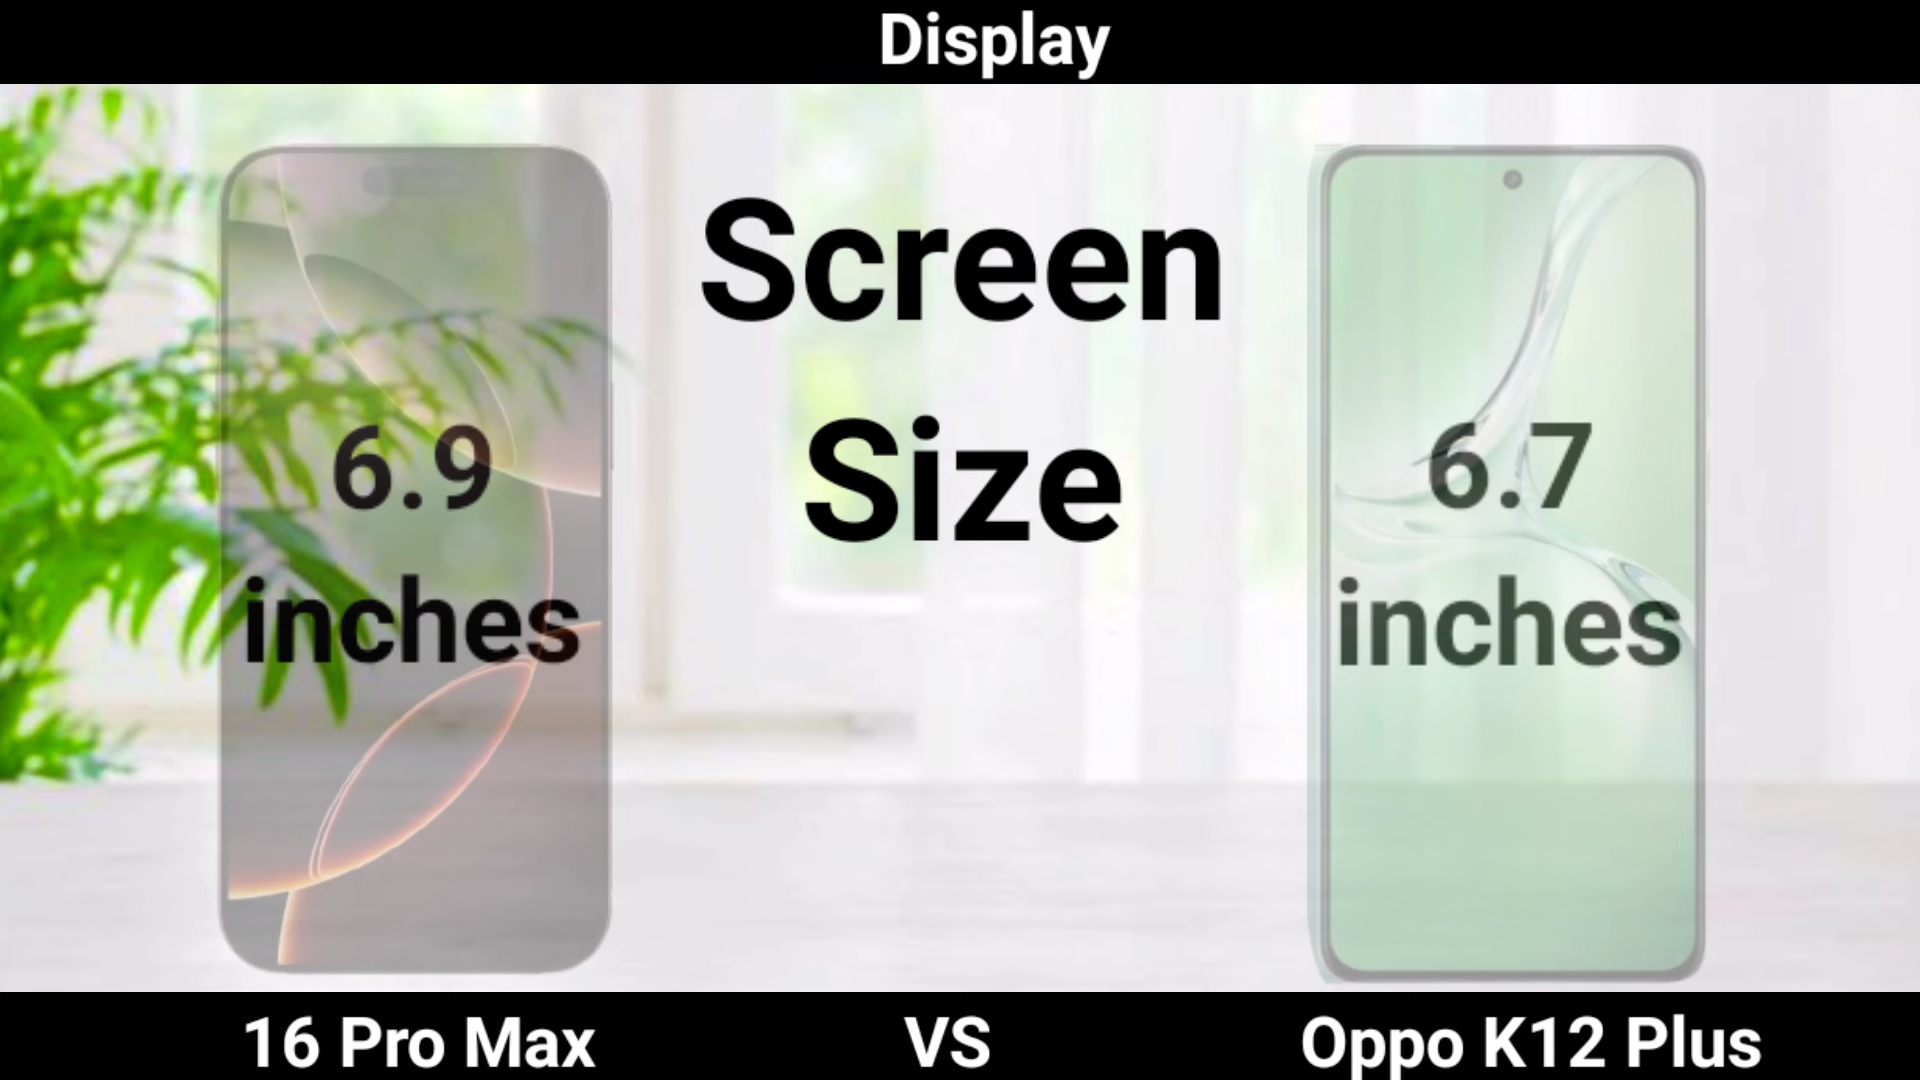 Display
Screen
Size
6.9
inches
6.7
inches
16 Pro Max
VS
Oppo K12 Plus